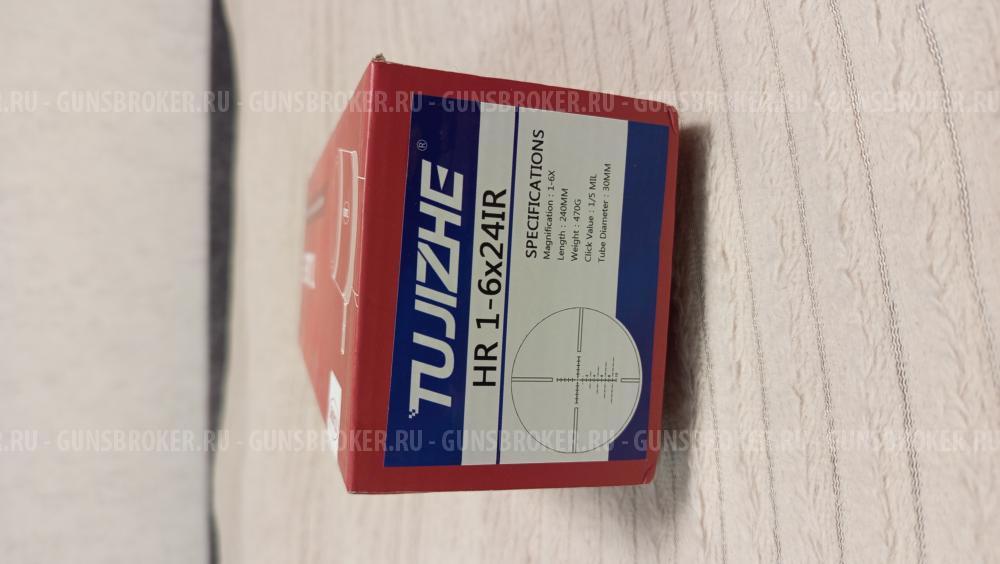 TUJIZHE®
HR 1-6x24IR
SPECIFICATIONS
Magnification : 1-6X
Length : 240MM
Weight : 470G
Click Value : 1/5 MIL
Tube Diameter : 30MM
RU - GUNSBROKER.RU - GUNSBROKER.RU - GUNSBROKER.RU - GUNSBROKER.RU - GUNSBROKER.RU
RU - GUNSBROKER.RU - GUNSBROKER.RU - GUNSBROKER.RU - GUNSBROKER.RU - GUNSBROKER.RU